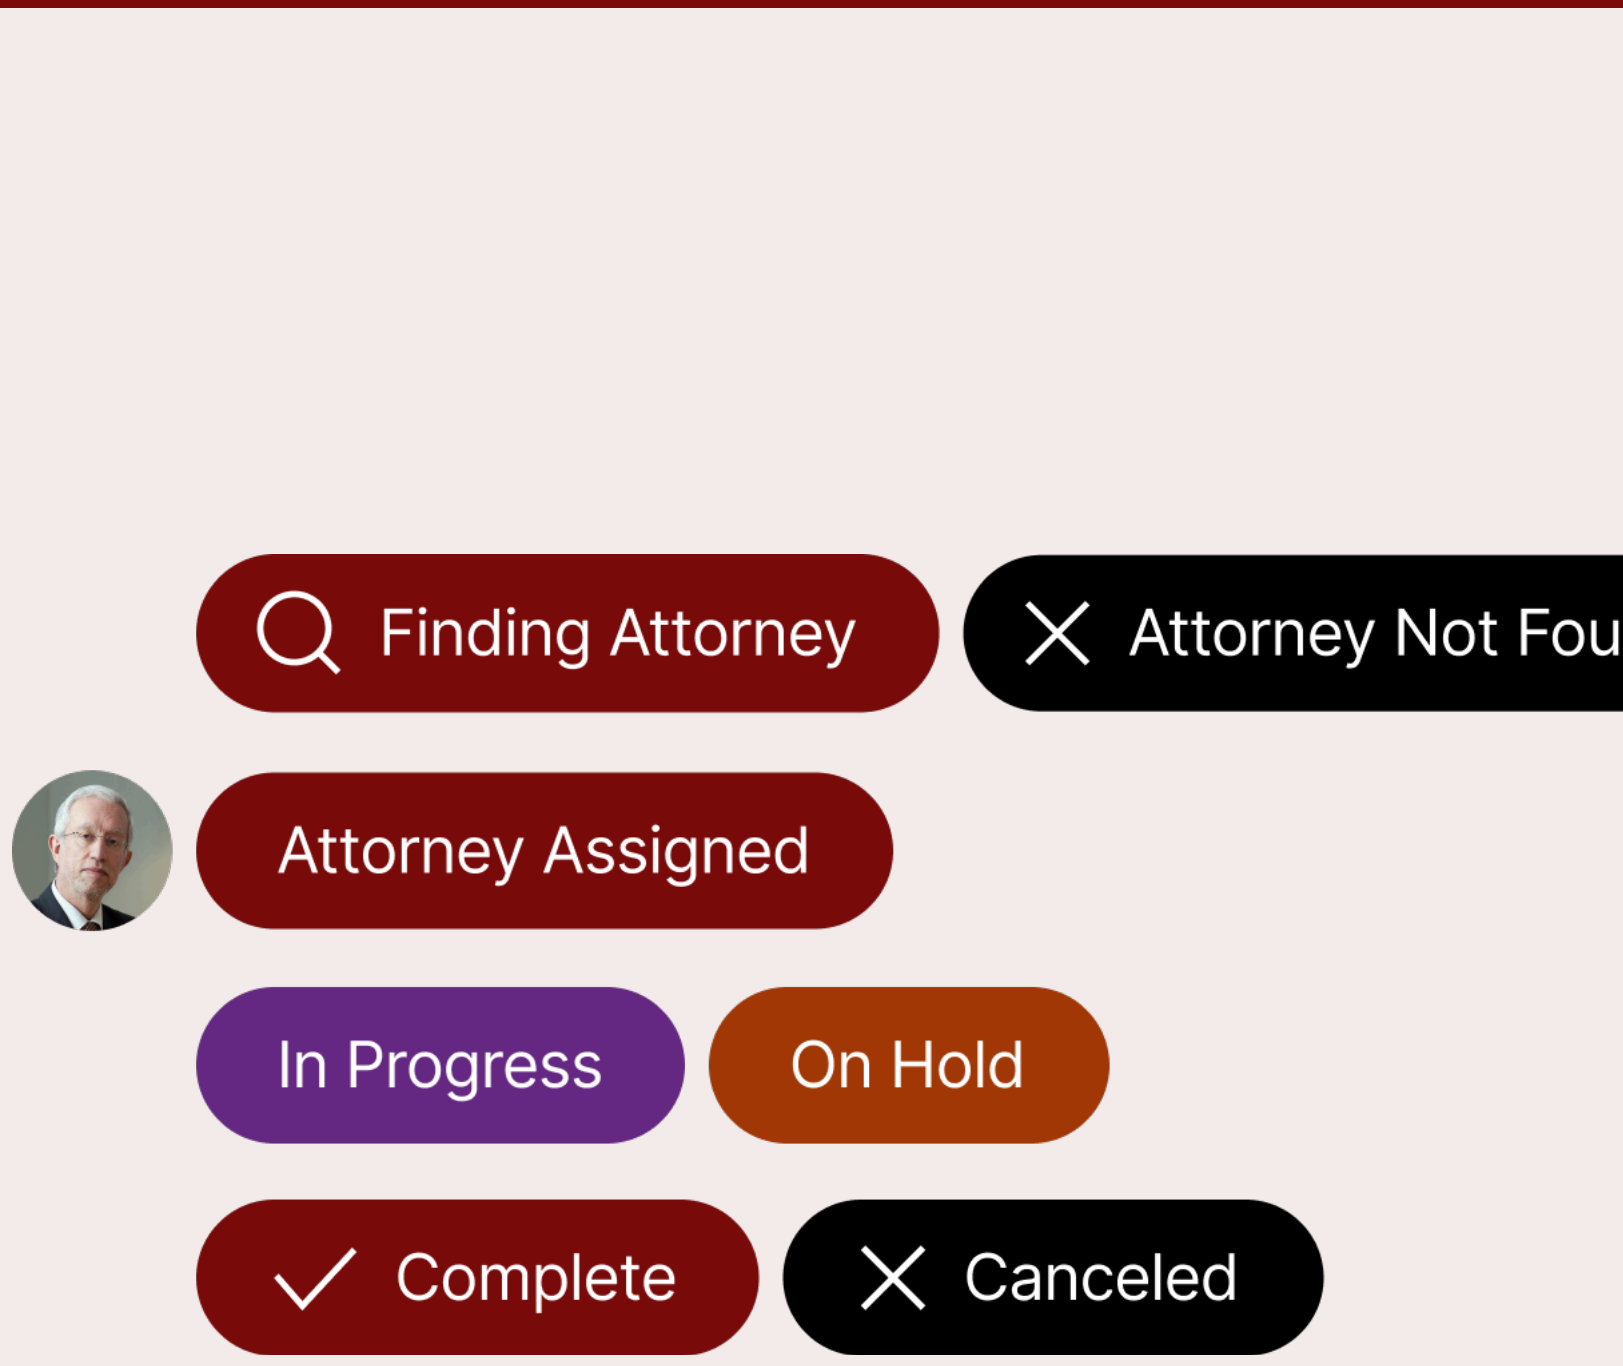 Finding Attorney
Attorney Not Fou
Attorney Assigned
In Progress
On Hold
Complete
Canceled